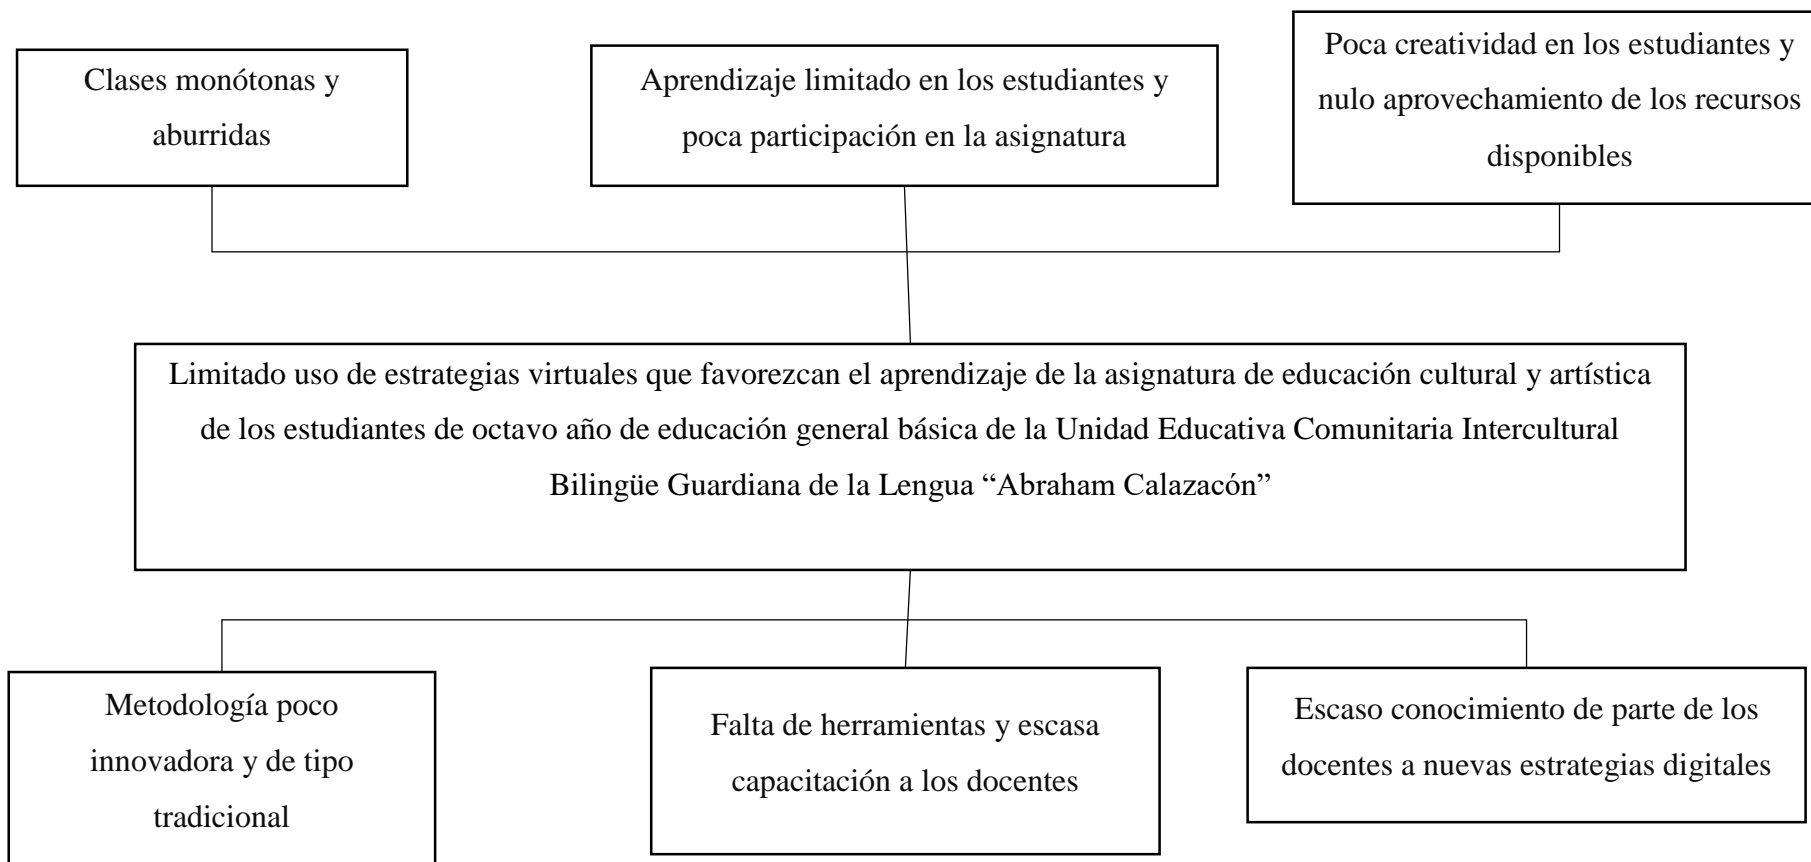 Clases monótonas y
aburridas
Aprendizaje limitado en los estudiantes y
poca participación en la asignatura
Poca creatividad en los estudiantes y
nulo aprovechamiento de los recursos
disponibles
Limitado uso de estrategias virtuales que favorezcan el aprendizaje de la asignatura de educación cultural y artística
de los estudiantes de octavo año de educación general básica de la Unidad Educativa Comunitaria Intercultural
Bilingüe Guardiana de la Lengua “Abraham Calazacón”
Metodología poco
innovadora y de tipo
tradicional
Falta de herramientas y escasa
capacitación a los docentes
Escaso conocimiento de parte de los
docentes a nuevas estrategias digitales